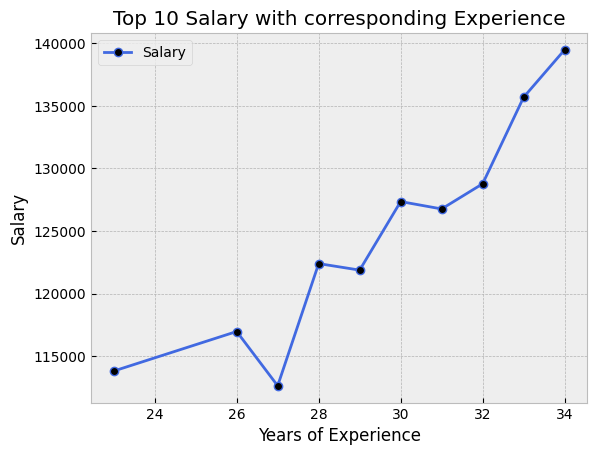 Top 10 Salary with corresponding Experience
Salary
140000
135000
130000
125000
120000
115000
Salary
24 26 28 30 32 34
Years of Experience